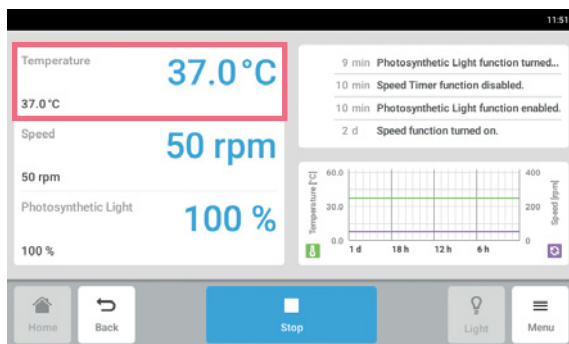 11:51
Temperature
37.0°C
37.0°C
Speed
50 rpm
50 rpm
Photosynthetic Light
100 %
100 %
9 min Photosynthetic Light function turned...
10 min Speed Timer function disabled.
10 min Photosynthetic Light function enabled.
2 d Speed function turned on.
Temperature [°C]
60.0
30.0
0.0
1 d
18 h
12 h
6 h
400
200
0
Speed [rpm]
Home
Back
Stop
Light
Menu